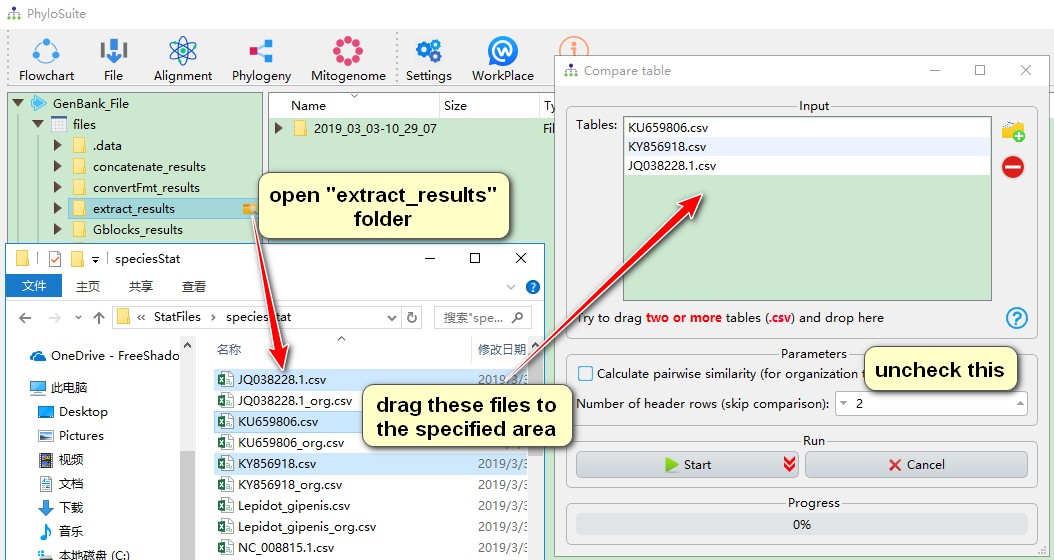 PhyloSuite
Flowchart
File
Alignment
Phylogeny
Mitogenome
Settings
WorkPlace
GenBank_File
files
.data
concatenate_results
convertFmt_results
extract_results
Gblocks_results
Name
Size
2019_03_03-10_29_07
Fil
open "extract_results"
folder
speciesStat
文件
主页
共享
查看
« StatFiles > speciesStat
搜索"spe...
OneDrive - FreeShado
此电脑
Desktop
Pictures
视频
文档
下载
音乐
本地磁盘 (C:)
名称
修改日期
JQ038228.1.csv
2019/3/3
JQ038228.1_org.csv
KU659806.csv
KU659806_org.csv
KY856918.csv
2019/3/3
KY856918_org.csv
2019/3/3
Lepidot_gipenis.csv
2019/3/3
Lepidot_gipenis_org.csv
2019/3/3
NC_008815.1.csv
2019/3/3
drag these files to
the specified area
Compare table
Input
Tables:
KU659806.csv
KY856918.csv
JQ038228.1.csv
Try to drag two or more tables (.csv) and drop here
Parameters
Calculate pairwise similarity (for organization
uncheck this
Number of header rows (skip comparison):
2
Run
Start
Cancel
Progress
0%